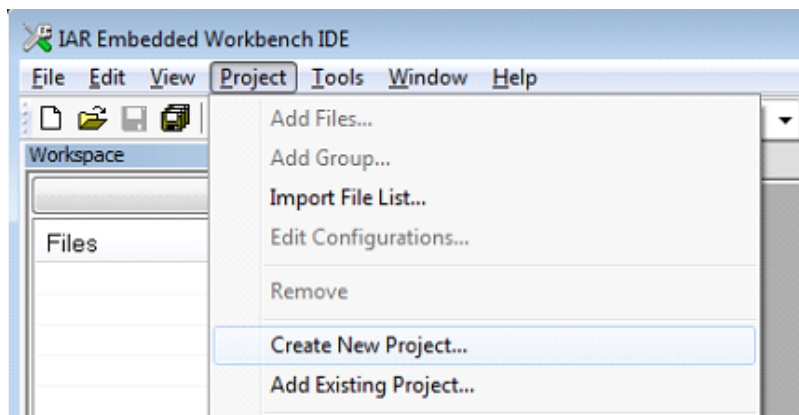 IAR Embedded Workbench IDE
File Edit View Project Tools Window Help
Workspace
Files
Add Files...
Add Group...
Import File List...
Edit Configurations...
Remove
Create New Project...
Add Existing Project...